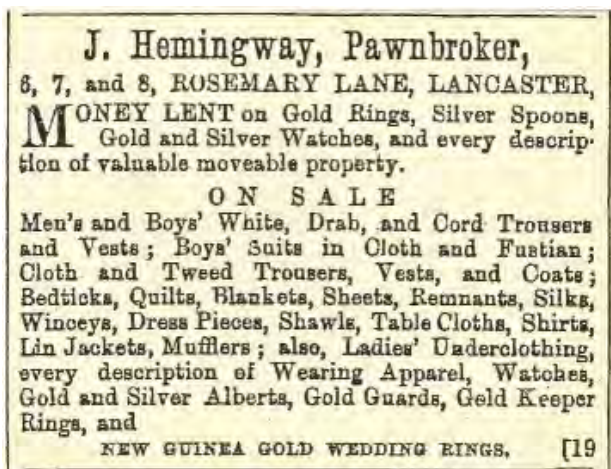 J. Hemingway, Pawnbroker,
6, 7, and 8, ROSEMARY LANE, LANCASTER,
MONEY LENT on Gold Rings, Silver Spoons,
Gold and Silver Watches, and every descrip-
tion of valuable moveable property.
ON SALE
Men's and Boys' White, Drab, and Cord Trousers
and Vests; Boys' Suits in Cloth and Fustian;
Cloth and Tweed Trousers, Vests, and Coats;
Bedticks, Quilts, Blankets, Sheets, Remnants, Silks,
Winceys, Dress Pieces, Shawls, Table Cloths, Shirts,
Lin Jackets, Mufflers; also, Ladies' Underclothing,
every description of Wearing Apparel, Watches,
Gold and Silver Alberts, Gold Guards, Gold Keeper
Rings, and
NEW GUINEA GOLD WEDDING RINGS. [19